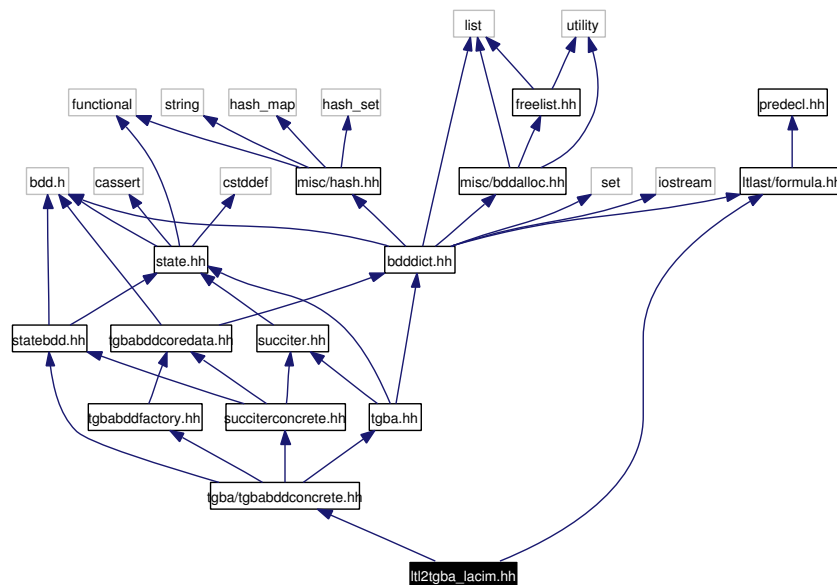 list
utility
functional
string
hash_map
hash_set
freelist.hh
predecl.hh
bdd.h
cassert
cstddef
misc/hash.hh
misc/bddalloc.hh
set
iostream
ltlast/formula.hh
state.hh
bdddict.hh
statebdd.hh
tgbabddcoredata.hh
succiter.hh
tgbabddfactory.hh
succiterconcrete.hh
tgba.hh
tgba/tgbabddconcrete.hh
ltl2tgba_lacim.hh